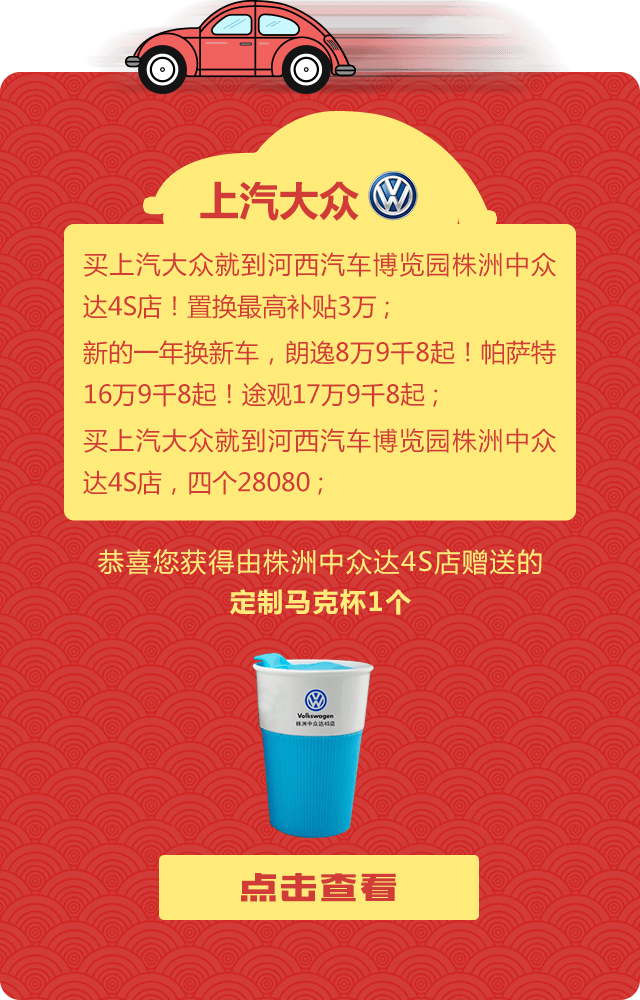 上汽大众
买上汽大众就到河西汽车博览园株洲中众
达4S店！置换最高补贴3万；
新的一年换新车，朗逸8万9千8起！帕萨特
16万9千8起！途观17万9千8起；
买上汽大众就到河西汽车博览园株洲中众
达4S店，四个28080；
恭喜您获得由株洲中众达4S店赠送的
定制马克杯1个
Volkswagen
株洲中众达4S店
点击查看